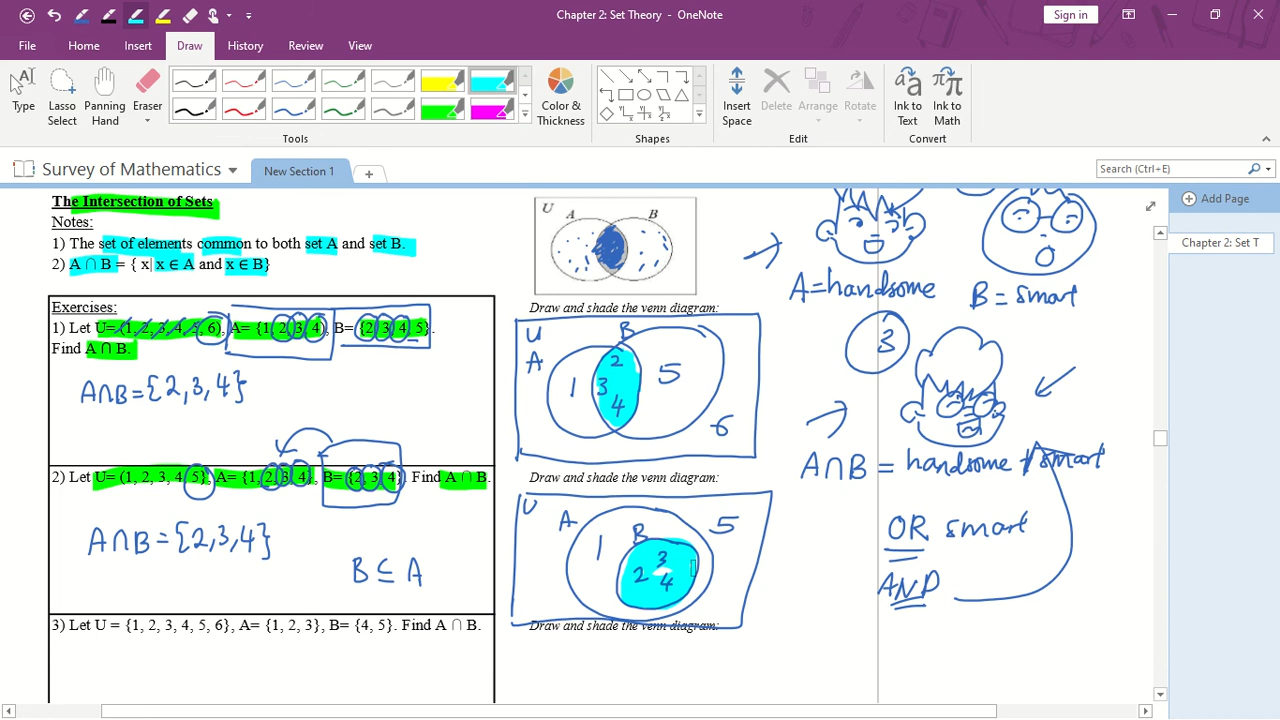 Chapter 2: Set Theory - OneNote
Sign in
File Home Insert Draw History Review View
Type
Lasso Select
Panning Hand
Eraser
Color & Thickness
Insert Space
Delete
Arrange
Rotate
Ink to Text
Ink to Math
Tools
Shapes
Edit
Convert
Survey of Mathematics
New Section 1
Search (Ctrl+E)
Add Page
Chapter 2: Set T
The Intersection of Sets
Notes:
1) The set of elements common to both set A and set B.
2) A ∩ B = { x| x ∈ A and x ∈ B}
U A B
A=handsome
B = smart
Exercises:
1) Let U= (1, 2, 3, 4, 5, 6), A= {1, 2, 3, 4}, B= {2, 3, 4, 5}.
Find A ∩ B.
A∩B={2,3,4}
Draw and shade the venn diagram:
U
A
B
1
2
3
4
5
6
3
A∩B = handsome smart
OR smart
AND
2) Let U= (1, 2, 3, 4, 5}, A= {1, 2, 3, 4}, B= {2, 3, 4}. Find A ∩ B.
A∩B={2,3,4}
B ⊆ A
Draw and shade the venn diagram:
U
A
B
1
2
3
4
5
3) Let U = {1, 2, 3, 4, 5, 6}, A= {1, 2, 3}, B= {4, 5}. Find A ∩ B.
Draw and shade the venn diagram: